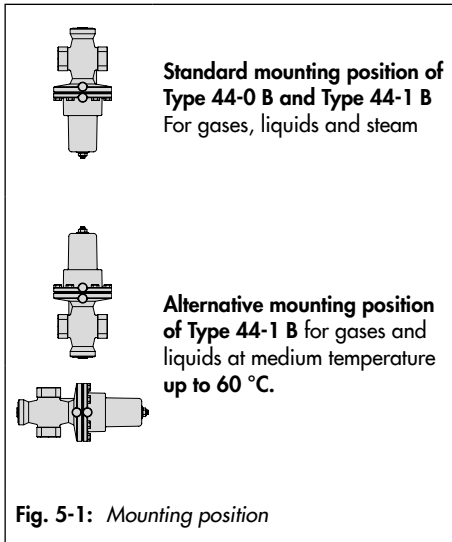 Standard mounting position of
Type 44-0 B and Type 44-1 B
For gases, liquids and steam
Alternative mounting position
of Type 44-1 B for gases and
liquids at medium temperature
up to 60 °C.
Fig. 5-1: Mounting position